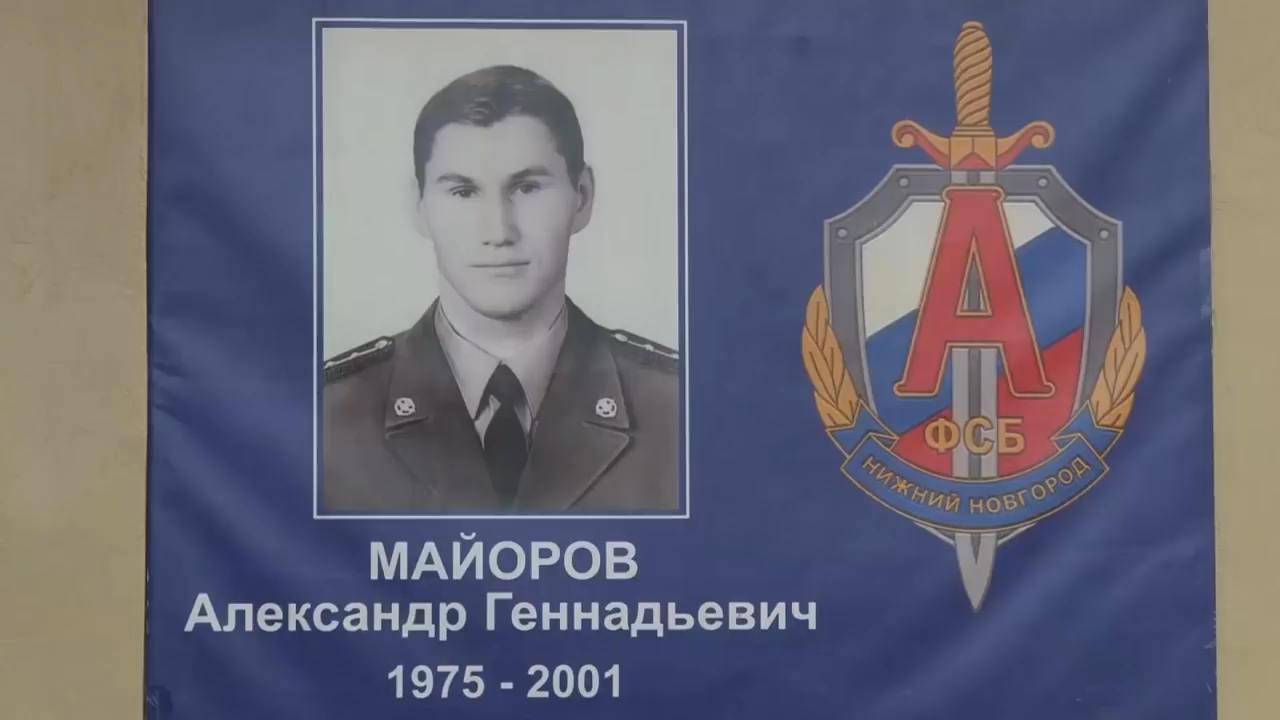 МАЙОРОВ
Александр Геннадьевич
1975 - 2001
А
ФСБ
НИЖНИЙ НОВГОРОД